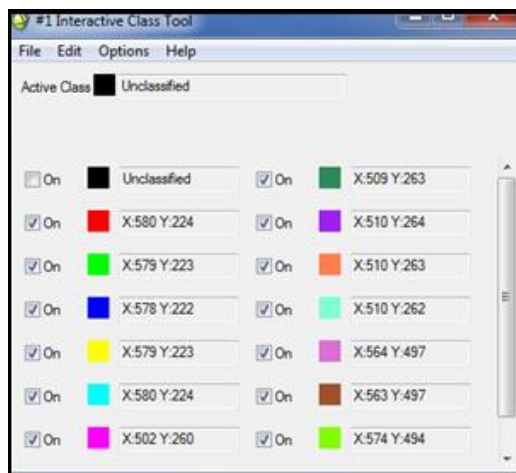 #1 Interactive Class Tool
File Edit Options Help
Active Class Unclassified
On Unclassified On X:509 Y:263
On X:580 Y:224 On X:510 Y:264
On X:579 Y:223 On X:510 Y:263
On X:578 Y:222 On X:510 Y:262
On X:579 Y:223 On X:564 Y:497
On X:580 Y:224 On X:563 Y:497
On X:502 Y:260 On X:574 Y:494